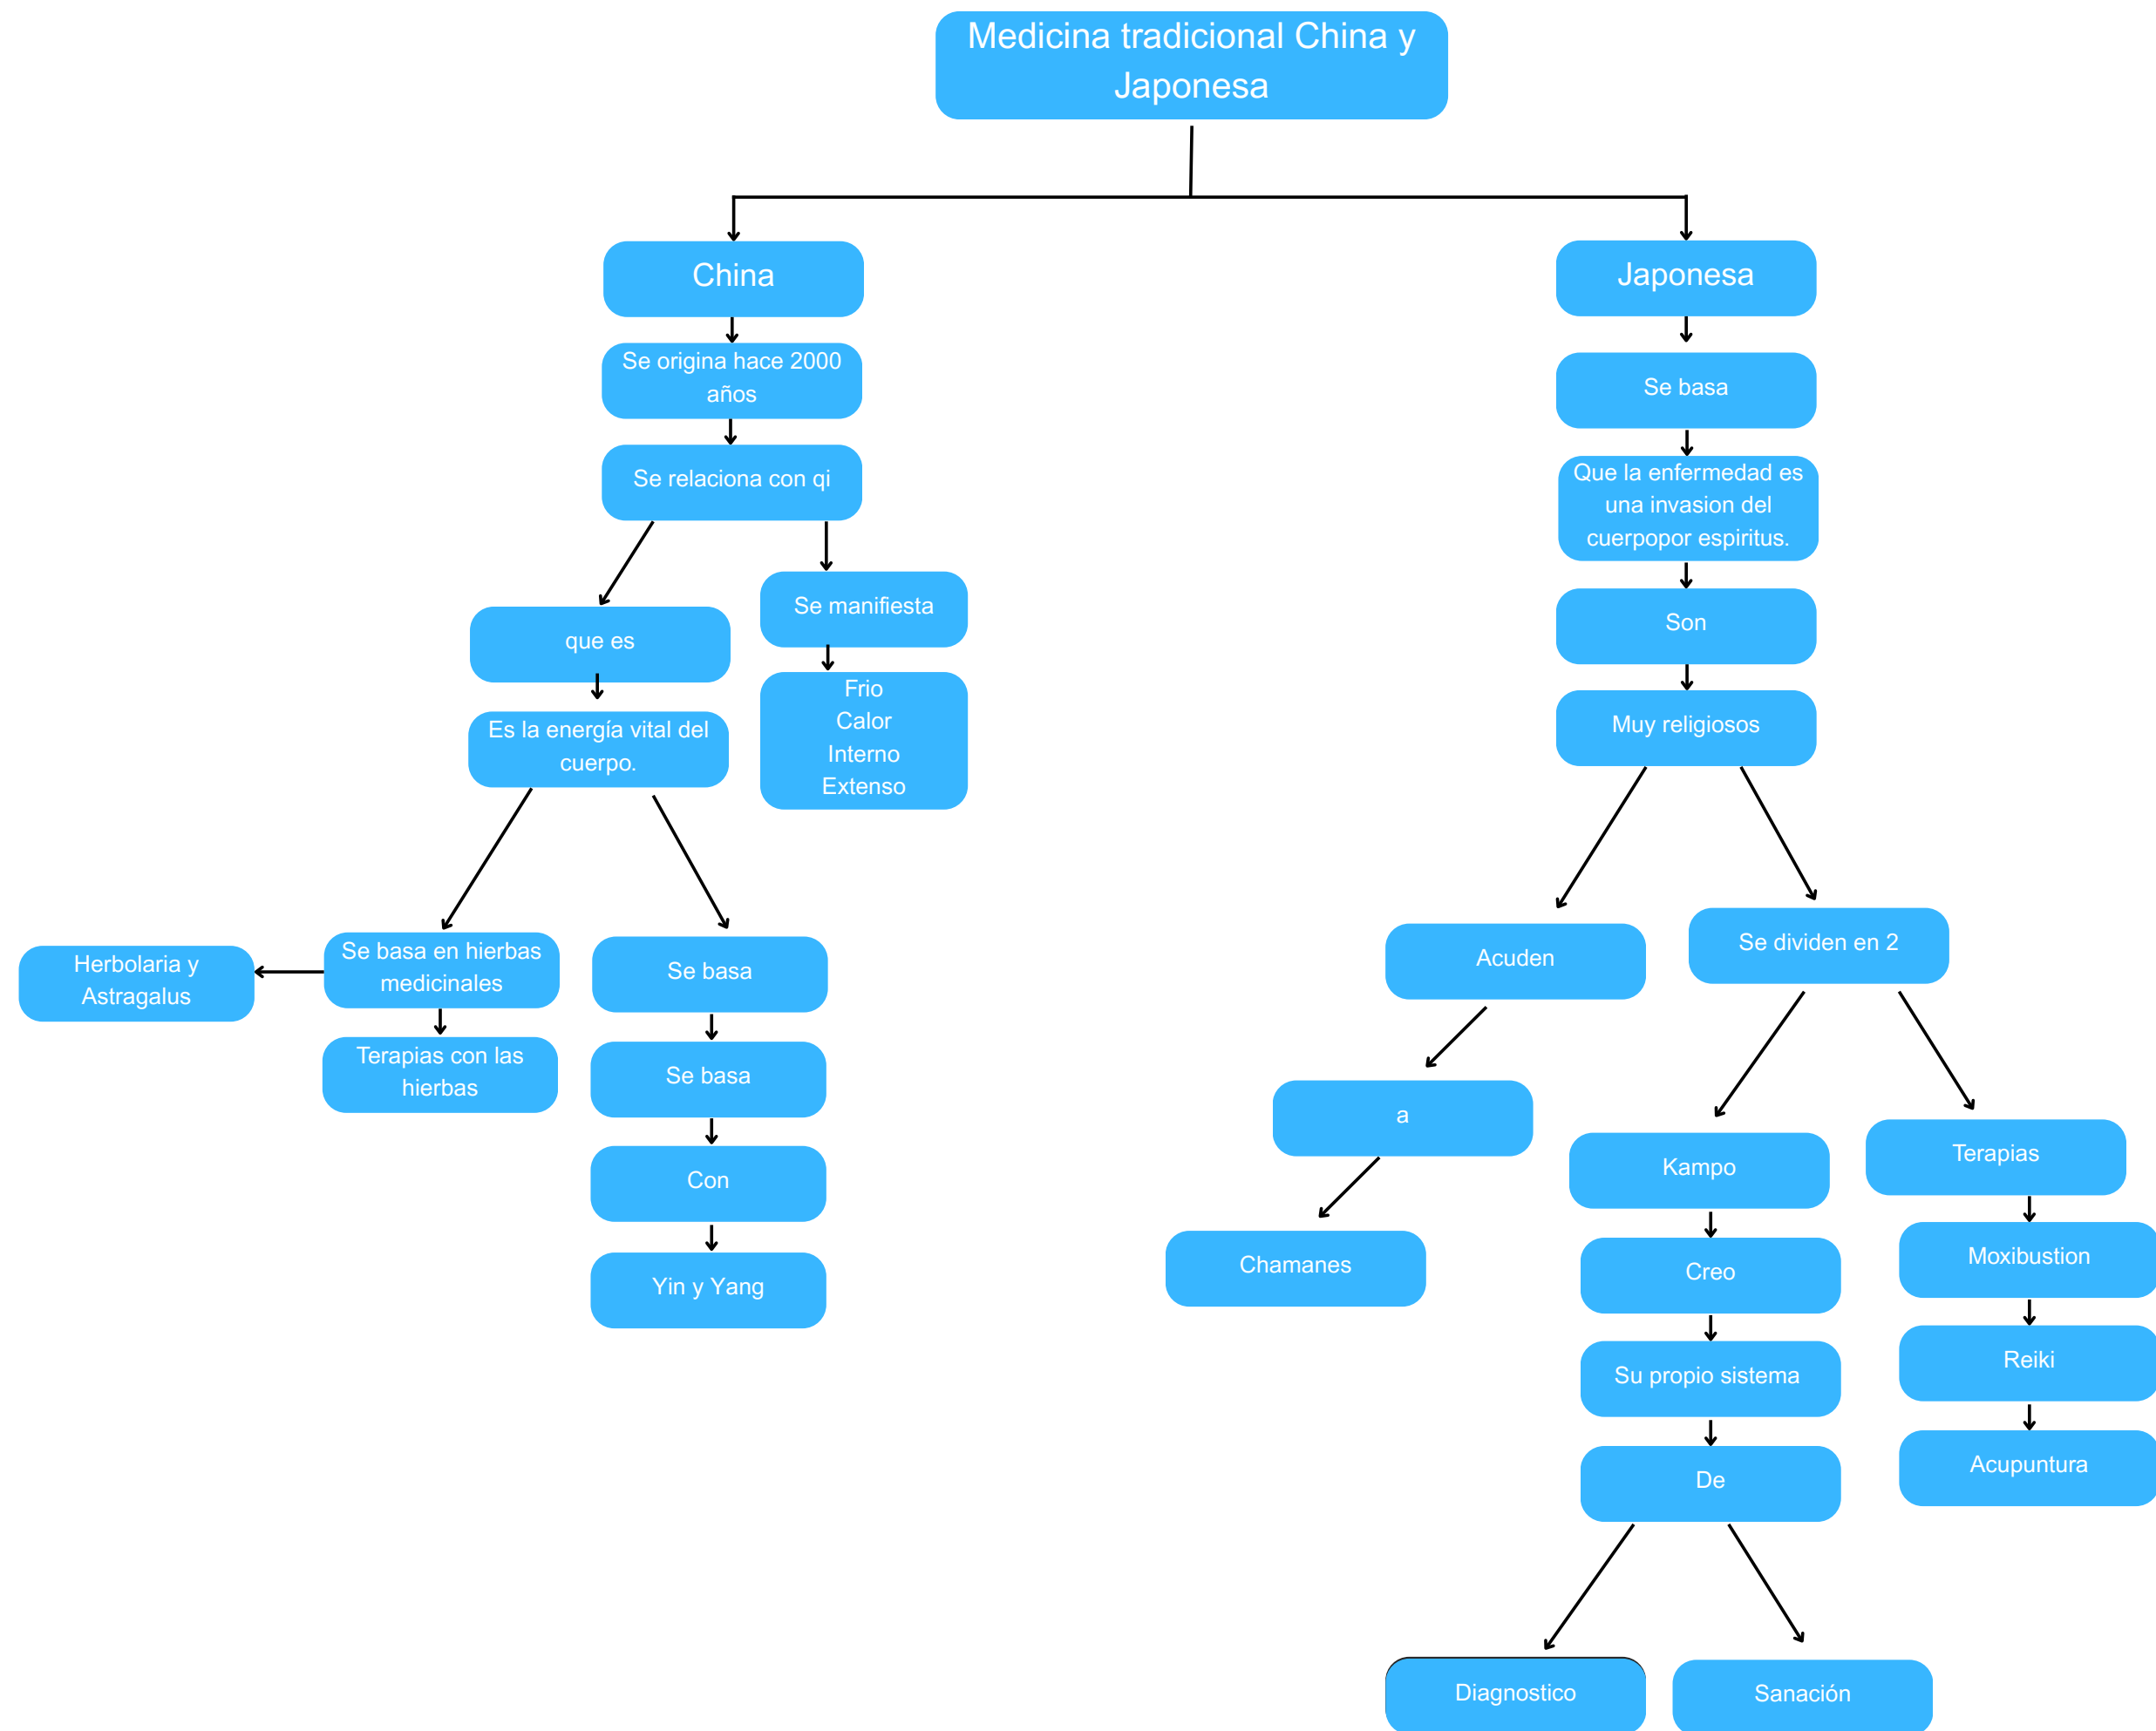 Medicina tradicional China y
Japonesa
China
Se origina hace 2000
años
Se relaciona con qi
que es
Es la energía vital del
cuerpo.
Se manifiesta
Frio
Calor
Interno
Extenso
Se basa en hierbas
medicinales
Herbolaria y
Astragalus
Terapias con las
hierbas
Se basa
Se basa
Con
Yin y Yang
Japonesa
Se basa
Que la enfermedad es
una invasion del
cuerpopor espiritus.
Son
Muy religiosos
Acuden
a
Chamanes
Se dividen en 2
Kampo
Creo
Su propio sistema
De
Diagnostico
Sanación
Terapias
Moxibustion
Reiki
Acupuntura